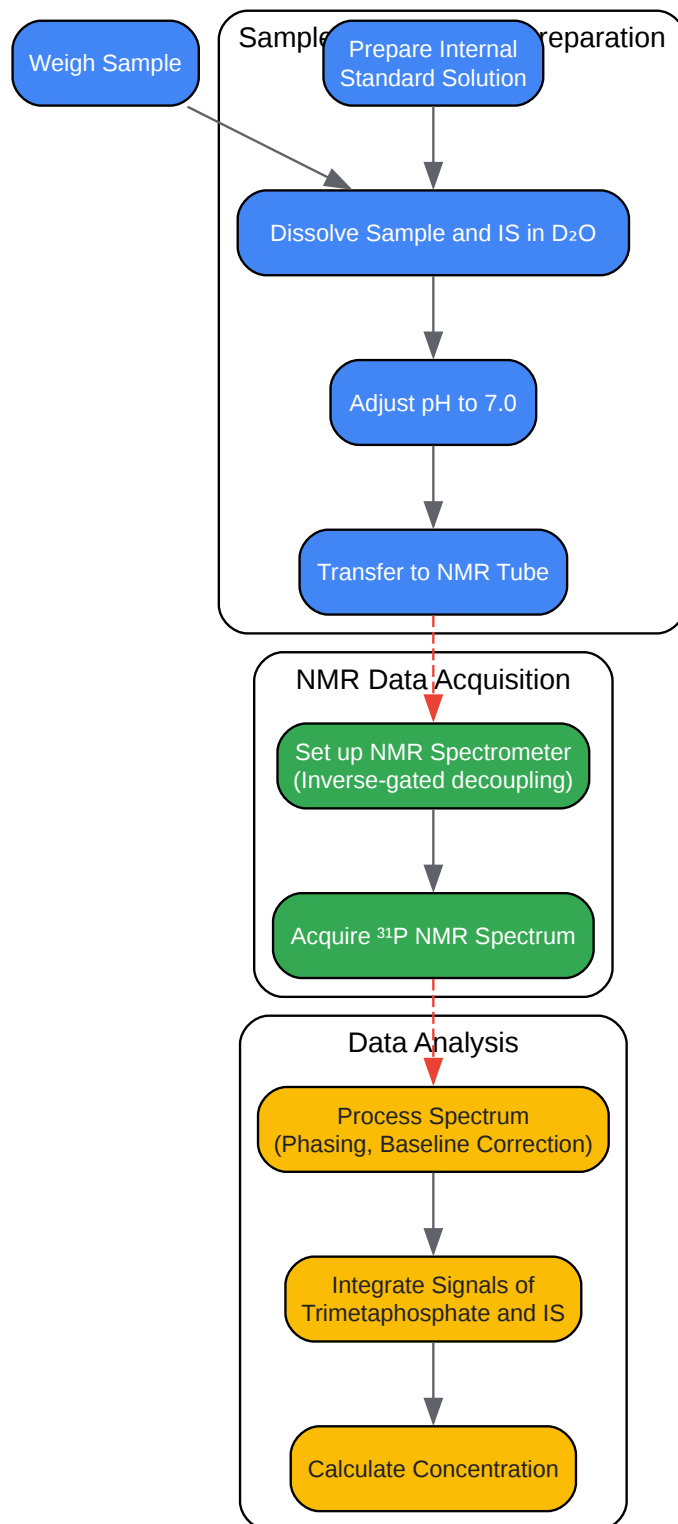 Sample
reparation
Weigh Sample
Prepare Internal
Standard Solution
Dissolve Sample and IS in D₂O
Adjust pH to 7.0
Transfer to NMR Tube
NMR Data Acquisition
Set up NMR Spectrometer
(Inverse-gated decoupling)
Acquire ³¹P NMR Spectrum
Data Analysis
Process Spectrum
(Phasing, Baseline Correction)
Integrate Signals of
Trimetaphosphate and IS
Calculate Concentration